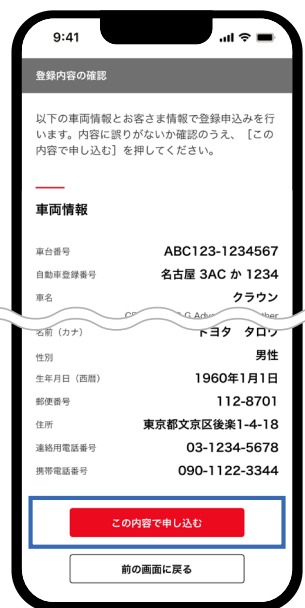 9:41
登録内容の確認
以下の車両情報とお客さま情報で登録申込みを行
います。内容に誤りがないか確認のうえ、［この
内容で申し込む］を押してください。
車両情報
車台番号 ABC123-1234567
自動車登録番号 名古屋 3AC か 1234
車名 クラウン
G Adv
名前（カナ） トヨタ タロウ
性別 男性
生年月日（西暦） 1960年1月1日
郵便番号 112-8701
住所 東京都文京区後楽1-4-18
連絡用電話番号 03-1234-5678
携帯電話番号 090-1122-3344
この内容で申し込む
前の画面に戻る